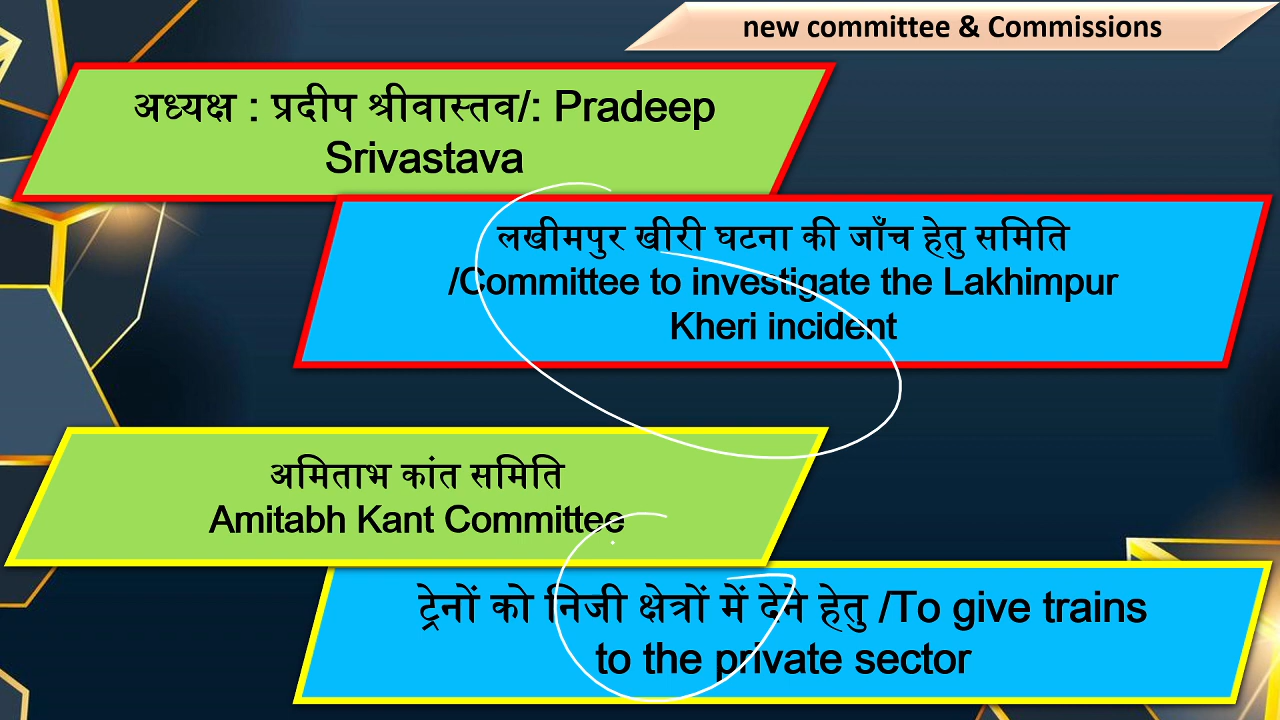 new committee & Commissions
अध्यक्ष : प्रदीप श्रीवास्तव/: Pradeep
Srivastava
लखीमपुर खीरी घटना की जाँच हेतु समिति
/Committee to investigate the Lakhimpur
Kheri incident
अमिताभ कांत समिति
Amitabh Kant Committee
ट्रेनों को निजी क्षेत्रों में देने हेतु /To give trains
to the private sector